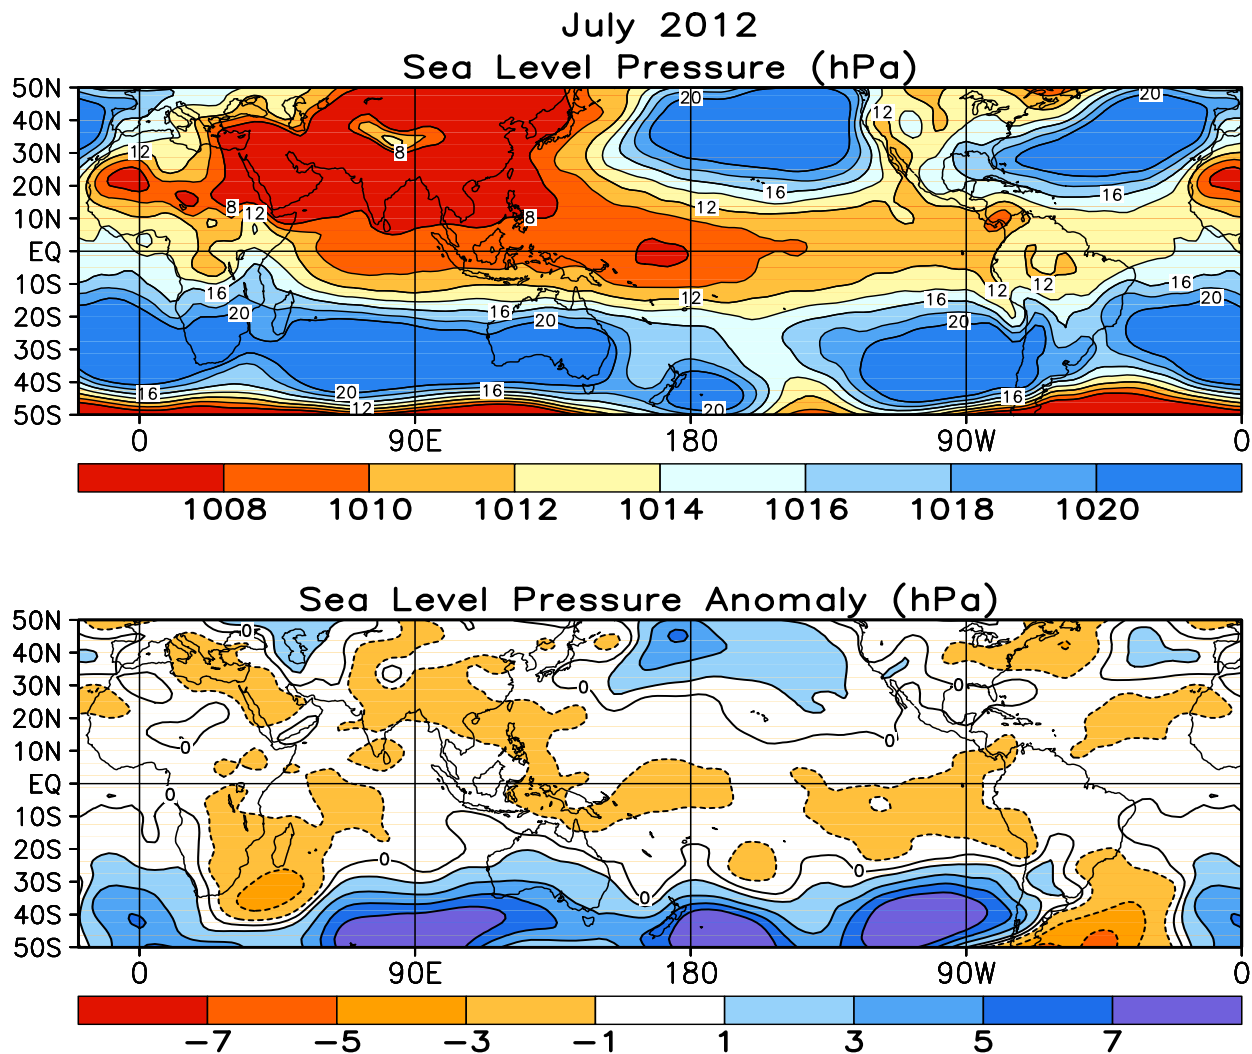 July 2012
Sea Level Pressure (hPa)
50N
20
20
40N
12
12
30N
8
16
16
20N
8
12
8
12
10N
EQ
10S
16
12
16
12
12
16
20
20S
20
16
20
20
30S
40S
16
20
16
16
50S
12
20
0
90E
180
90W
0
1008
1010
1012
1014
1016
1018
1020
Sea Level Pressure Anomaly (hPa)
50N
0
40N
30N
0
0
20N
0
0
10N
EQ
0
10S
20S
0
0
30S
0
40S
50S
0
90E
180
90W
0
−7
−5
−3
−1
1
3
5
7